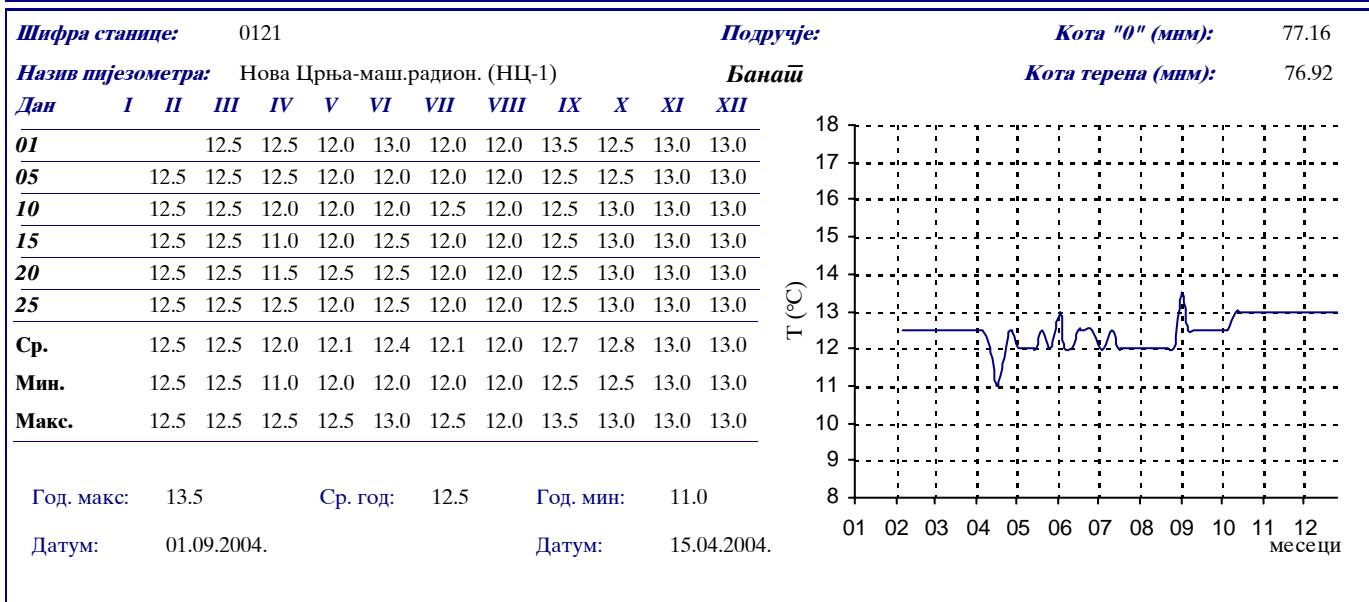 Шифра станице: 0121 Подручје: Кота "0" (мнм): 77.16
Назив пијезометра: Нова Црња-маш.радион. (НЦ-1) Банат Кота терена (мнм): 76.92
Дан I II III IV V VI VII VIII IX X XI XII
01 12.5 12.5 12.0 13.0 12.0 12.0 13.5 12.5 13.0 13.0
05 12.5 12.5 12.5 12.0 12.0 12.0 12.0 12.5 12.5 13.0 13.0
10 12.5 12.5 12.0 12.0 12.0 12.5 12.0 12.5 13.0 13.0 13.0
15 12.5 12.5 11.0 12.0 12.5 12.0 12.0 12.5 13.0 13.0 13.0
20 12.5 12.5 11.5 12.5 12.5 12.0 12.0 12.5 13.0 13.0 13.0
25 12.5 12.5 12.5 12.0 12.5 12.0 12.0 12.5 13.0 13.0 13.0
Ср. 12.5 12.5 12.0 12.1 12.4 12.1 12.0 12.7 12.8 13.0 13.0
Мин. 12.5 12.5 11.0 12.0 12.0 12.0 12.0 12.5 12.5 13.0 13.0
Макс. 12.5 12.5 12.5 12.5 13.0 12.5 12.0 13.5 13.0 13.0 13.0
Год. макс: 13.5 Ср. год: 12.5 Год. мин: 11.0
Датум: 01.09.2004. Датум: 15.04.2004.
18
17
16
15
14
13
12
11
10
9
8
T (°C)
01 02 03 04 05 06 07 08 09 10 11 12
месеци